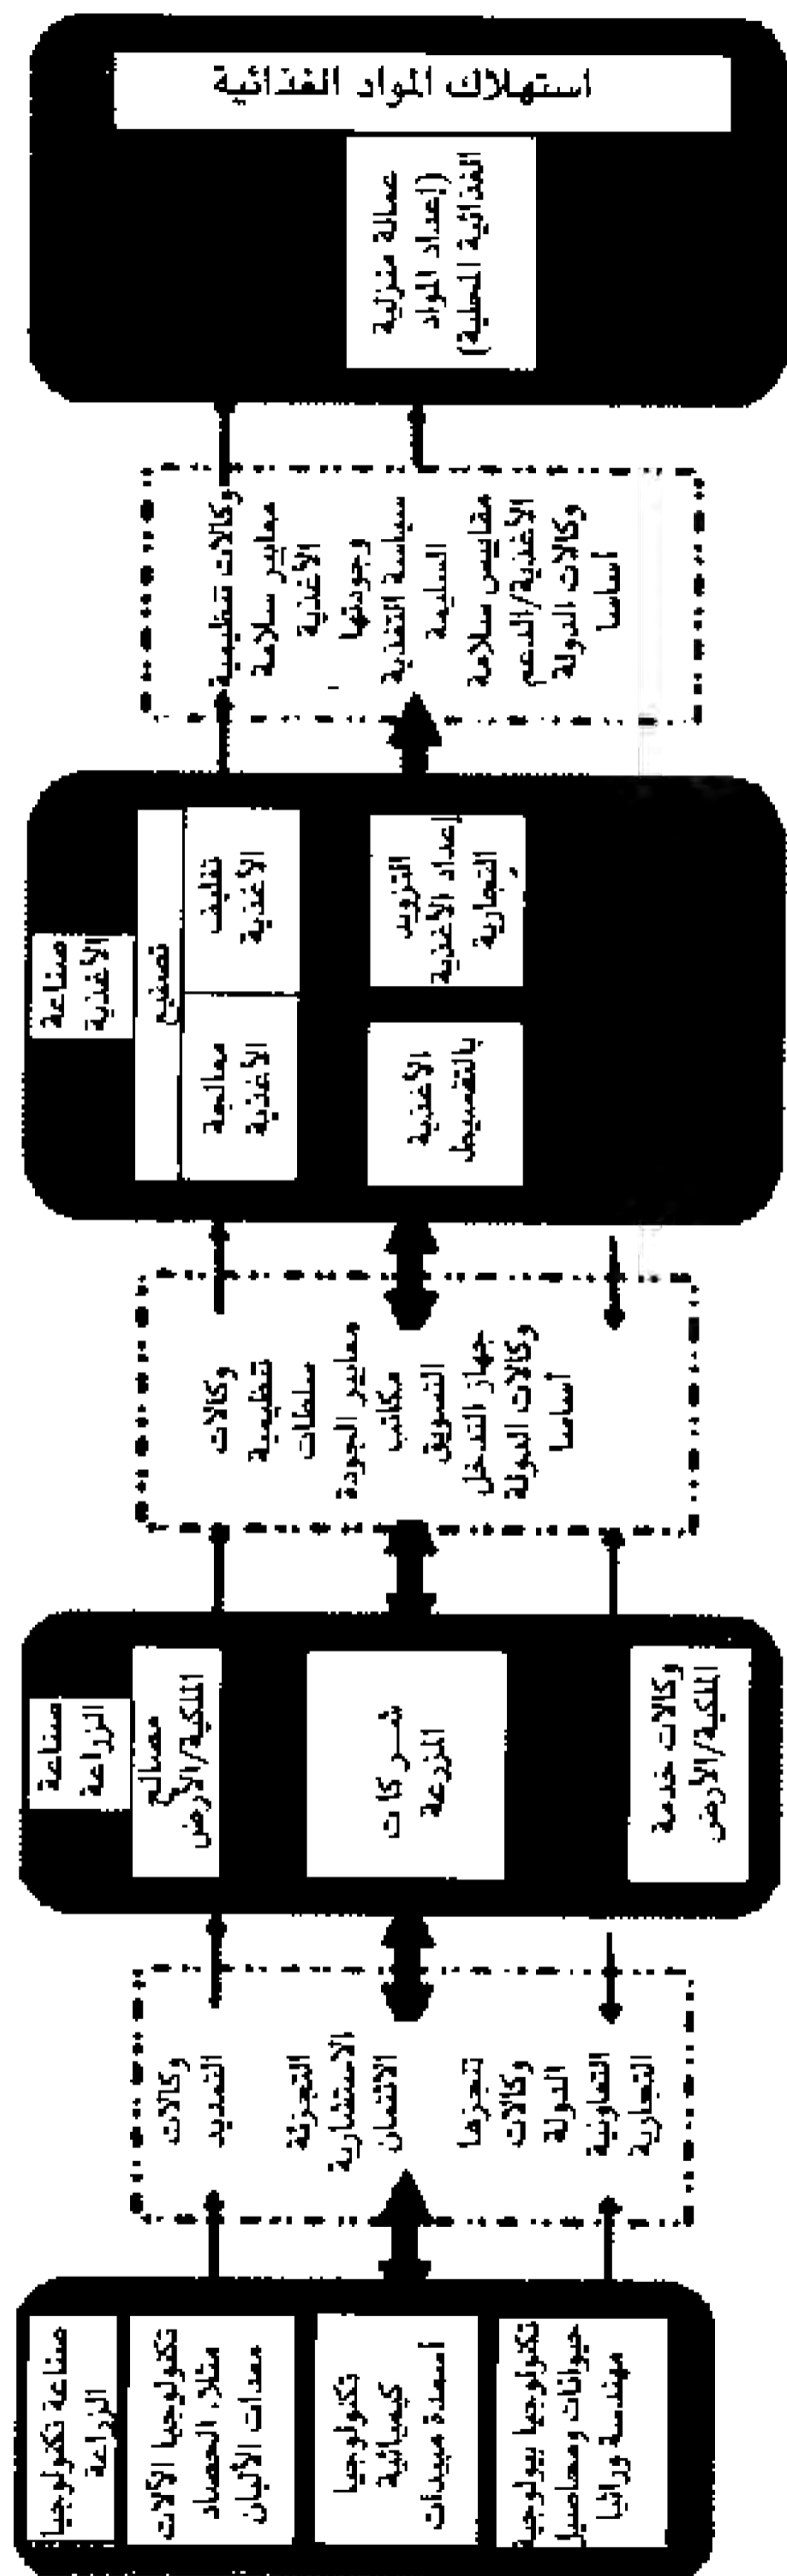 استهلاك المواد الغذائية
عمالة منزلية
(إعداد المواد
الغذائية المحلية)
وكالات تنظيمية
معايير سلامة
الأغذية
وجودتها
سياسة التغذية
السليمة
مقاييس سلامة
الأغذية/الدعم
وكالات الدولة
أساسا
صناعة
الأغذية
تصنيع
تغليف
الأغذية
معالجة
الأغذية
التزويد
إعداد الأغذية
التجارية
الأغذية
بالتقسيط
وكالات
تنظيمية
سلطات
معايير الجودة
مكاتب
التسويق
جهاز التدخل
وكالات الدولة
أساسا
صناعة
الزراعة
مصالح
الملكية/الأرض
شركات
المزرعة
وكالات خدمة
الملكية/الأرض
وكالات
التمديد
التجزئة
الاستشارية
الائتمان
تنجزها
وكالات
الدولة
التعاونية
التجارية
صناعة تكنولوجيا
الزراعة
تكنولوجيا الآلات
مثلا، الحصاد
معدات الألبان
تكنولوجيا
كيميائية
أسمدة مبيدات
تكنولوجيا بيولوجية
حيوانات ومحاصيل
مهندسة وراثيا